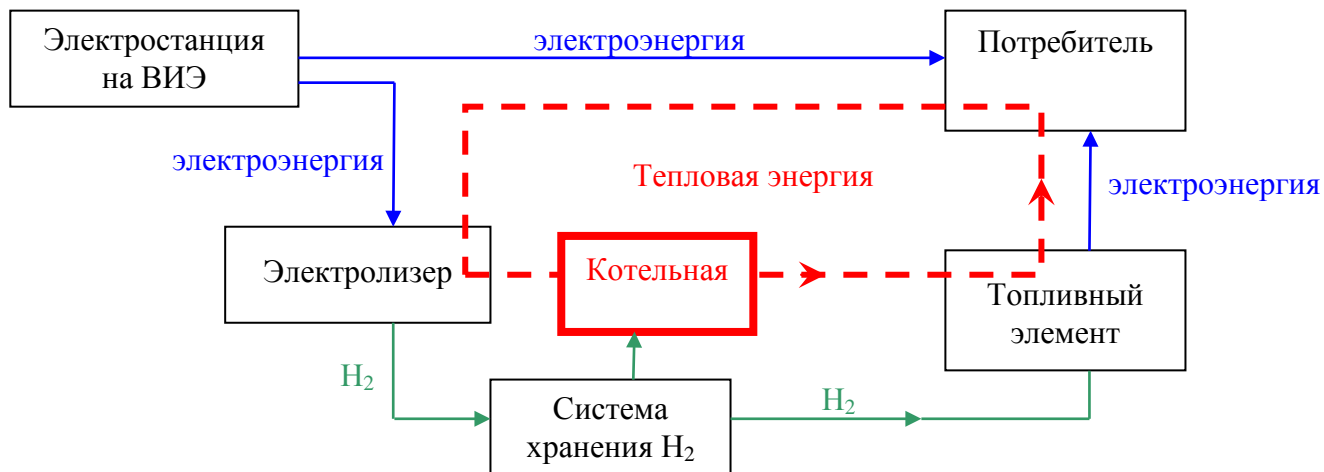 Электростанция
на ВИЭ
электроэнергия
Потребитель
электроэнергия
Тепловая энергия
электроэнергия
Электролизер
Котельная
Топливный
элемент
H₂
Система
хранения H₂
H₂